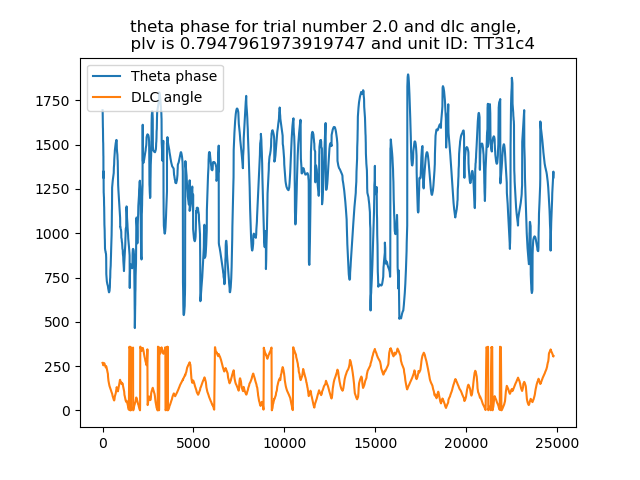 theta phase for trial number 2.0 and dlc angle,
plv is 0.7947961973919747 and unit ID: TT31c4
Theta phase
DLC angle
1750
1500
1250
1000
750
500
250
0
0 5000 10000 15000 20000 25000